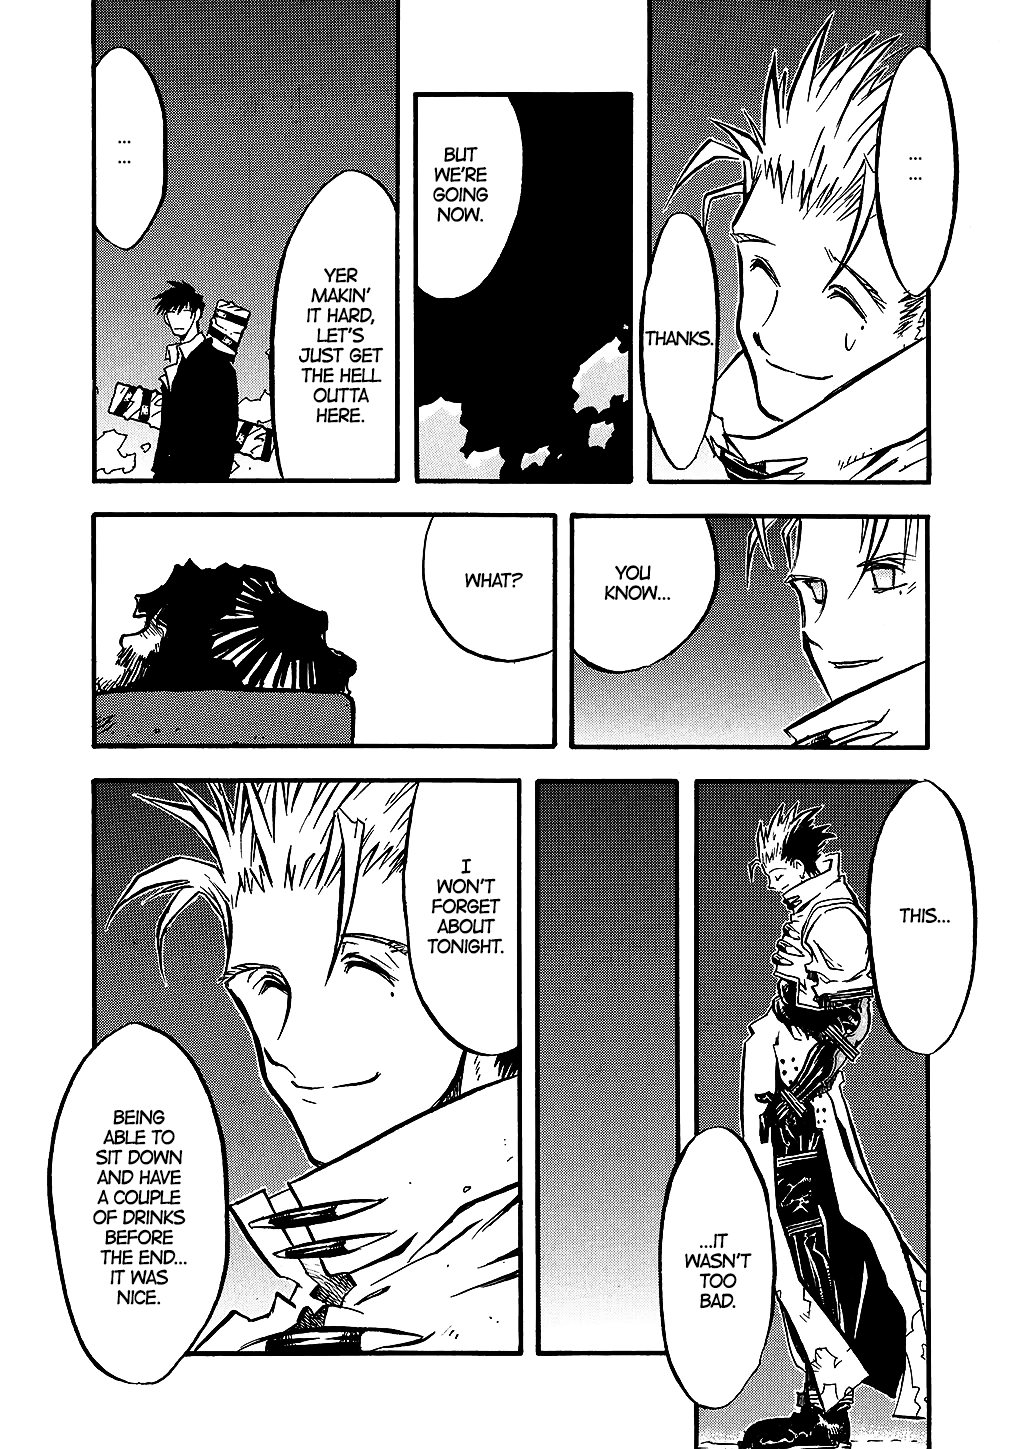 ...
...
THANKS.
BUT
WE'RE
GOING
NOW.
YER
MAKIN'
IT HARD,
LET'S
JUST GET
THE HELL
OUTTA
HERE.
...
...
YOU
KNOW...
WHAT?
THIS...
...IT
WASN'T
TOO
BAD.
I
WON'T
FORGET
ABOUT
TONIGHT.
BEING
ABLE TO
SIT DOWN
AND HAVE
A COUPLE
OF DRINKS
BEFORE
THE END...
IT WAS
NICE.